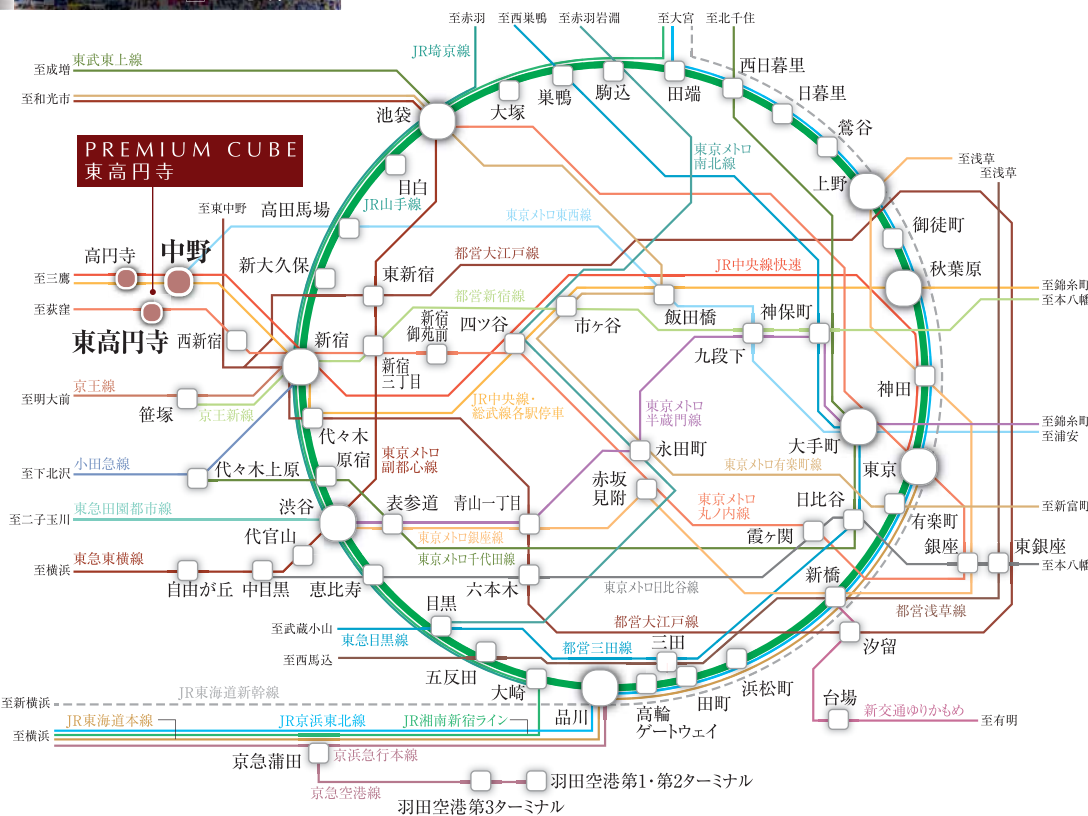 至赤羽
至西巣鴨
至赤羽岩淵
至大宮
至北千住
JR埼京線
東武東上線
至成増
至和光市
池袋
大塚
巣鴨
駒込
田端
西日暮里
日暮里
鶯谷
上野
至浅草
至浅草
PREMIUM CUBE
東高円寺
目白
JR山手線
東京メトロ
南北線
至東中野
高田馬場
東京メトロ東西線
御徒町
高円寺
中野
至三鷹
新大久保
東新宿
都営大江戸線
JR中央線快速
秋葉原
至荻窪
東高円寺
西新宿
新宿
都営新宿線
新宿
御苑前
四ツ谷
市ヶ谷
飯田橋
神保町
九段下
至錦糸町
至本八幡
新宿
三丁目
神田
京王線
至明大前
笹塚
京王新線
JR中央線・
総武線各駅停車
東京メトロ
半蔵門線
代々木
原宿
東京メトロ
副都心線
永田町
大手町
至錦糸町
至浦安
小田急線
至下北沢
代々木上原
赤坂
見附
東京メトロ有楽町線
東京
東急田園都市線
至二子玉川
渋谷
表参道
青山一丁目
東京メトロ
丸ノ内線
日比谷
有楽町
至新富町
代官山
東京メトロ銀座線
東京メトロ千代田線
霞ヶ関
銀座
東銀座
至本八幡
東急東横線
至横浜
自由が丘
中目黒
恵比寿
六本木
東京メトロ日比谷線
新橋
都営浅草線
目黒
至武蔵小山
東急目黒線
都営大江戸線
都営三田線
三田
汐留
至西馬込
五反田
大崎
品川
高輪
ゲートウェイ
田町
浜松町
台場
新交通ゆりかもめ
至有明
JR東海道新幹線
至新横浜
JR東海道本線
JR京浜東北線
JR湘南新宿ライン
至横浜
京急蒲田
京浜急行本線
京急空港線
羽田空港第1・第2ターミナル
羽田空港第3ターミナル